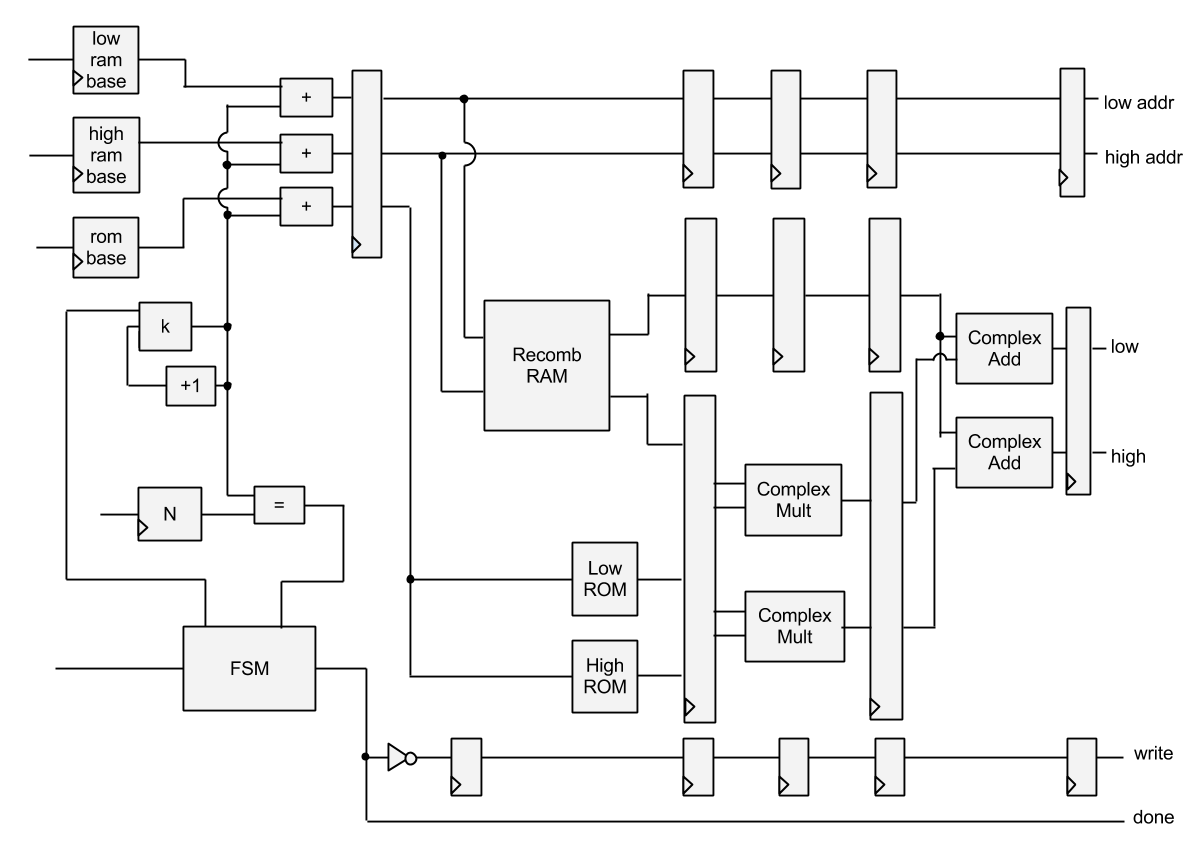 low
ram
base
+
low addr
high
ram
base
+
high addr
rom
base
+
k
+1
Recomb
RAM
Complex
Add
low
Complex
Add
high
N
=
Complex
Mult
Low
ROM
Complex
Mult
FSM
High
ROM
write
done